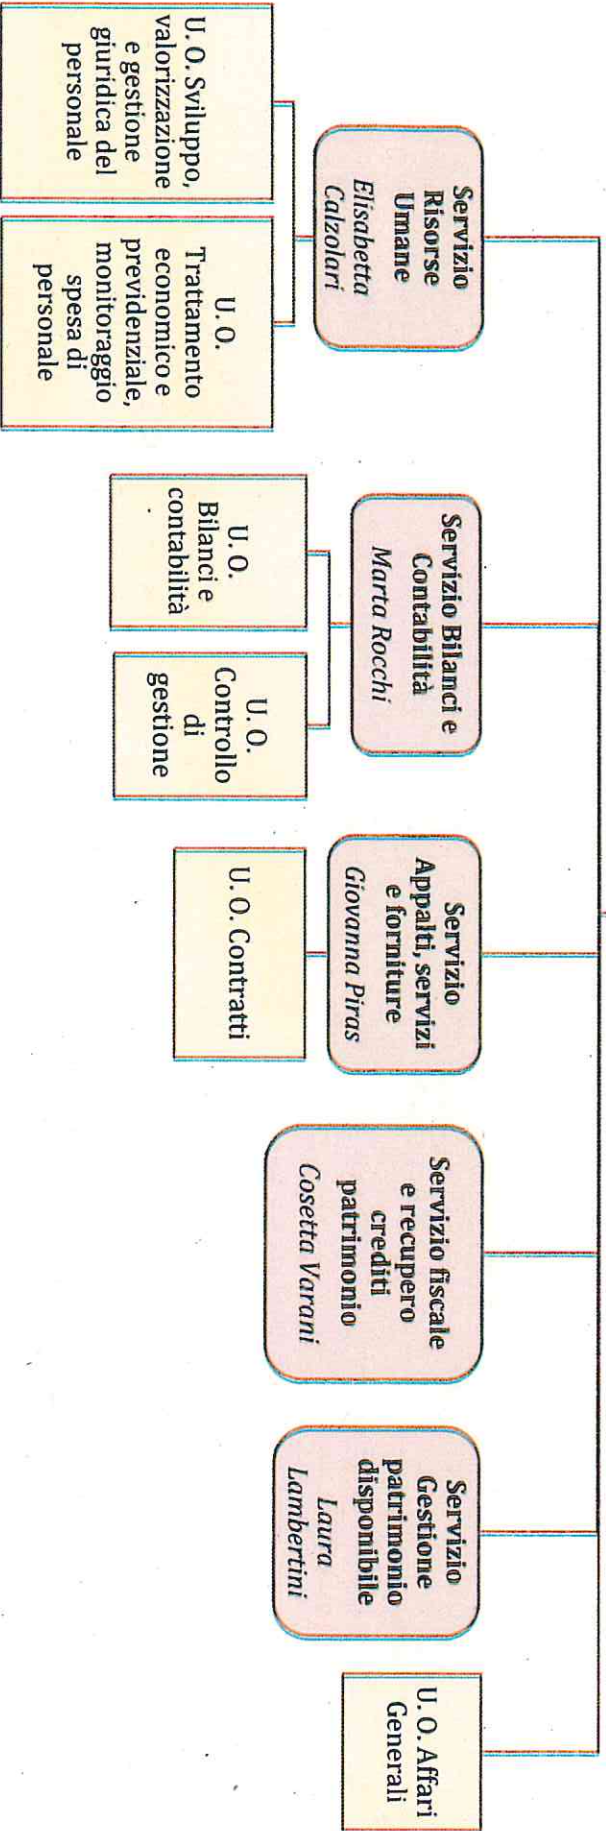 Servizio
Risorse
Umane
Elisabetta
Calzolari
U. O. Sviluppo,
valorizzazione
e gestione
giuridica del
personale
U. O.
Trattamento
economico e
previdenziale,
monitoraggio
spesa di
personale
Servizio Bilanci e
Contabilità
Marta Rocchi
U. O.
Bilanci e
contabilità
U. O.
Controllo
di
gestione
Servizio
Appalti, servizi
e forniture
Giovanna Piras
U. O. Contratti
Servizio fiscale
e recupero
crediti
patrimonio
Cosetta Varani
Servizio
Gestione
patrimonio
disponibile
Laura
Lambertini
U. O. Affari
Generali